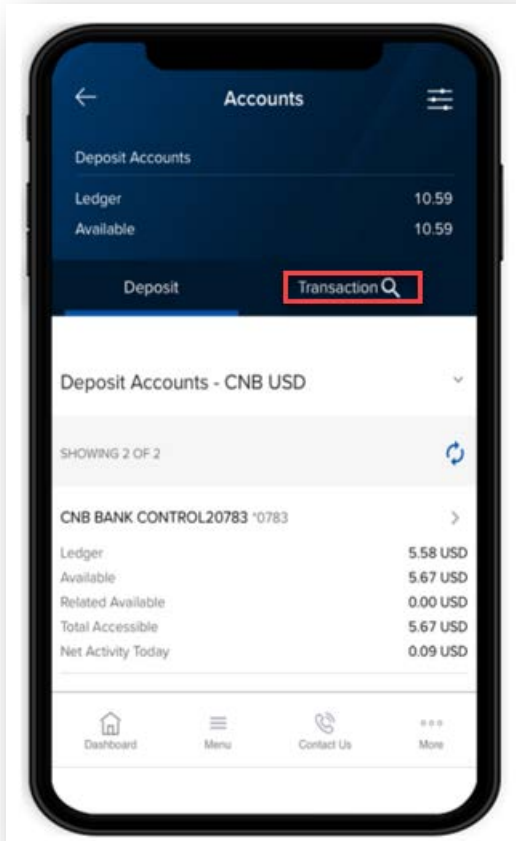 Accounts
Deposit Accounts
Ledger 10.59
Available 10.59
Deposit Transaction
Deposit Accounts - CNB USD
SHOWING 2 OF 2
CNB BANK CONTROL20783 *0783
Ledger 5.58 USD
Available 5.67 USD
Related Available 0.00 USD
Total Accessible 5.67 USD
Net Activity Today 0.09 USD
Dashboard Menu Contact Us More